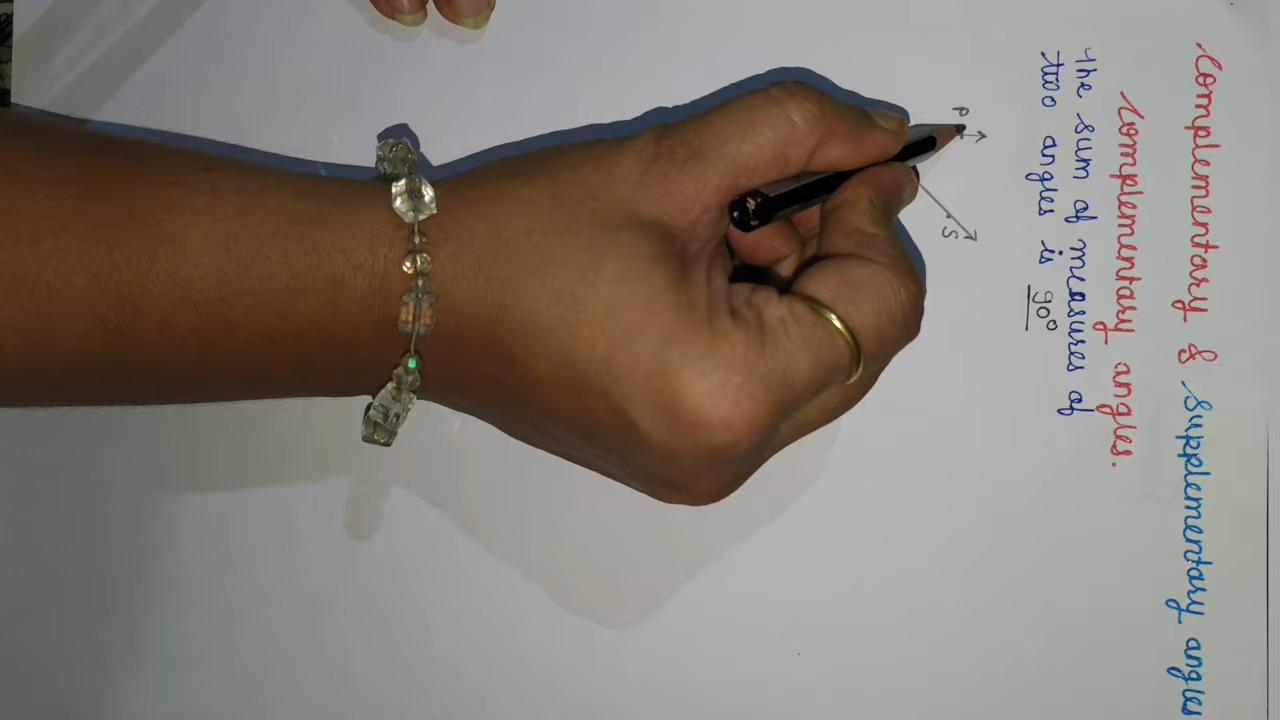 Complementary & Supplementary angles
Complementary angles.
The sum of measures of
two angles is 90°
P
S